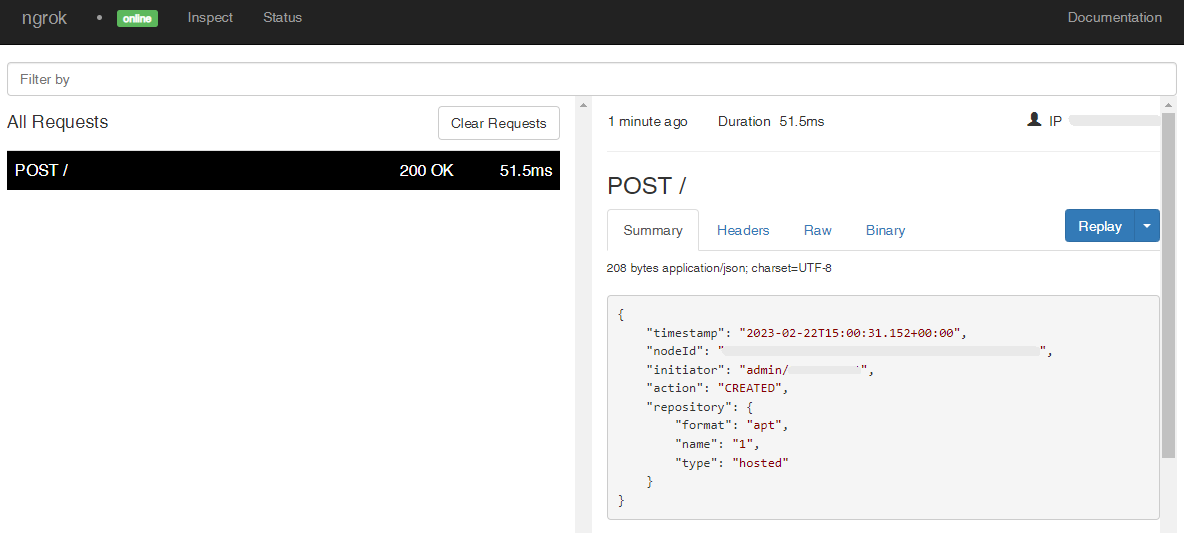 ngrok • online Inspect Status Documentation
Filter by
All Requests Clear Requests
POST / 200 OK 51.5ms
1 minute ago Duration 51.5ms IP
POST /
Summary Headers Raw Binary Replay
208 bytes application/json; charset=UTF-8
{
"timestamp": "2023-02-22T15:00:31.152+00:00",
"nodeId": "",
"initiator": "admin/",
"action": "CREATED",
"repository": {
"format": "apt",
"name": "1",
"type": "hosted"
}
}